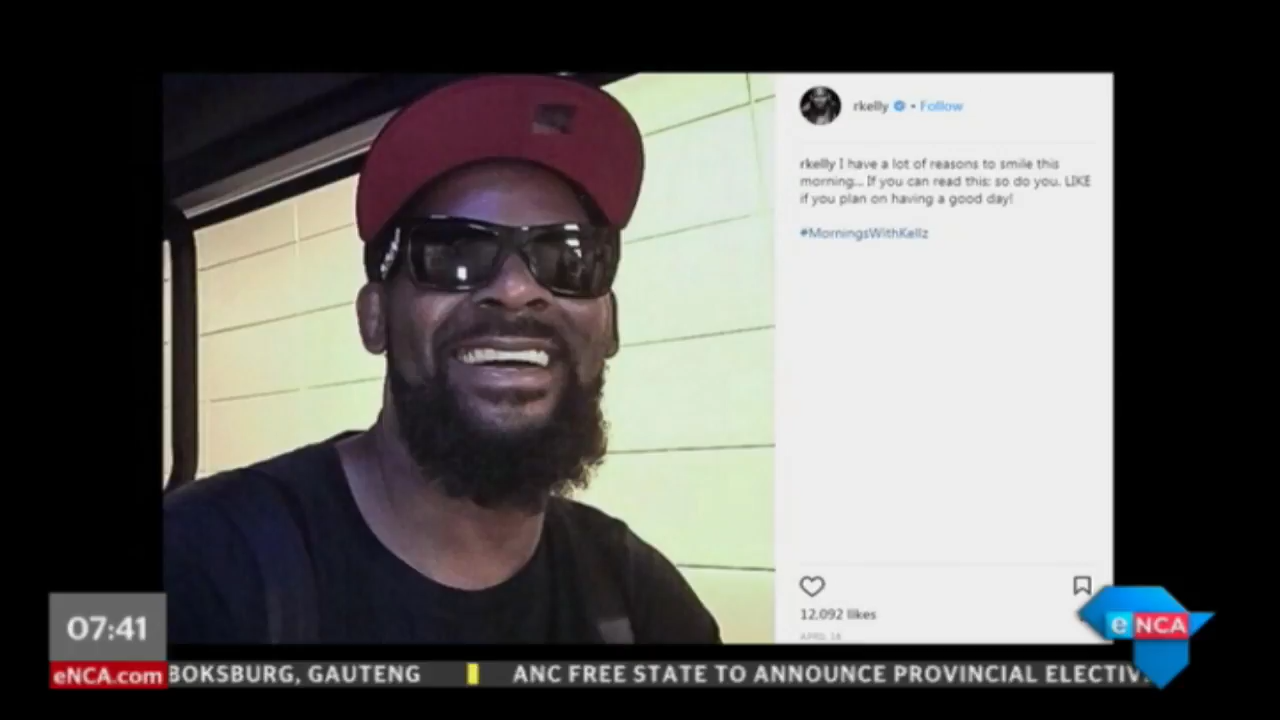 rkelly • Follow
rkelly I have a lot of reasons to smile this
morning... If you can read this: so do you. LIKE
if you plan on having a good day!
#MorningsWithKellz
12,092 likes
APRIL 16
07:41
eNCA
eNCA.com
BOKSBURG, GAUTENG
ANC FREE STATE TO ANNOUNCE PROVINCIAL ELECTIV